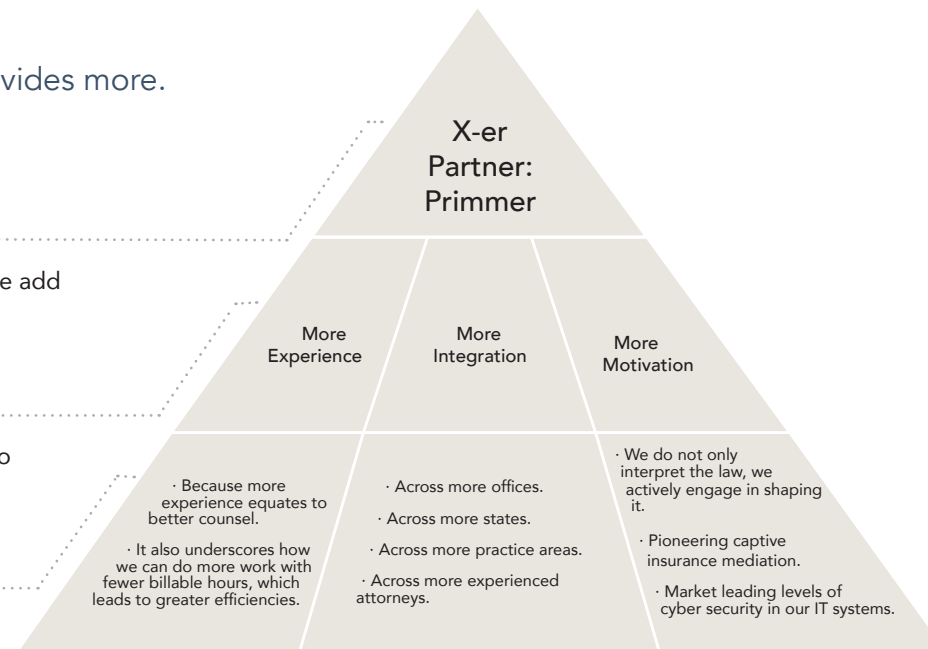 vides more.
X-er
Partner:
Primmer
e add
More
Experience
More
Integration
More
Motivation
o
· Because more
experience equates to
better counsel.
· It also underscores how
we can do more work with
fewer billable hours, which
leads to greater efficiencies.
· Across more offices.
· Across more states.
· Across more practice areas.
· Across more experienced
attorneys.
· We do not only
interpret the law, we
actively engage in shaping
it.
· Pioneering captive
insurance mediation.
· Market leading levels of
cyber security in our IT systems.